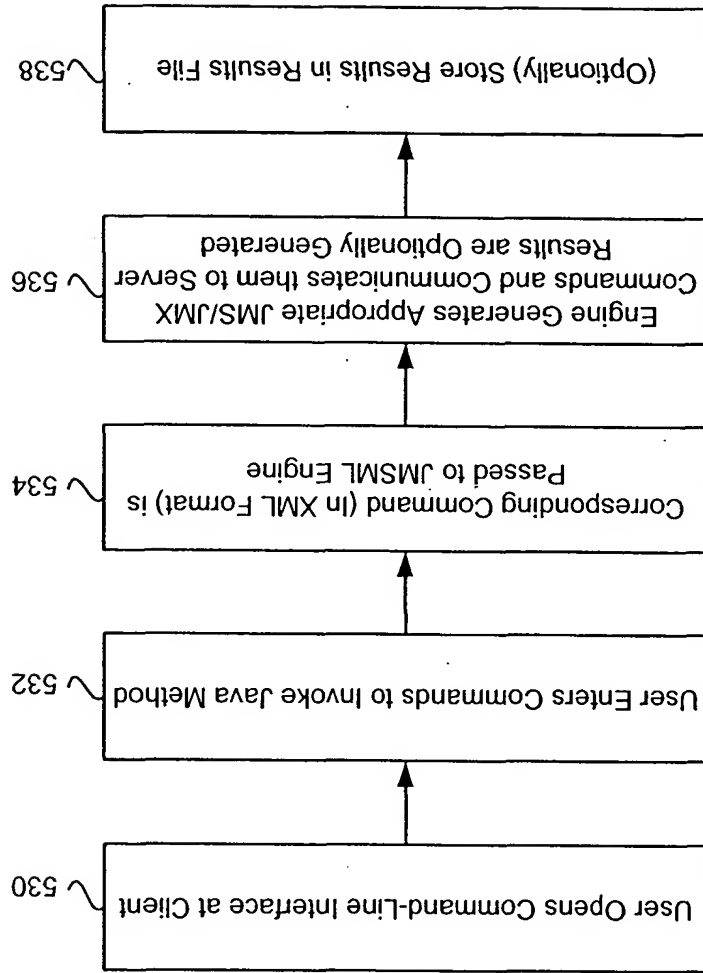 User Opens Command-Line Interface at Client
530
User Enters Commands to Invoke Java Method
532
Corresponding Command (In XML Format) is
Passed to JMSML Engine
534
Engine Generates Appropriate JMS/JMX
Commands and Communicates them to Server
Results are Optionally Generated
536
(Optionally) Store Results in Results File
538